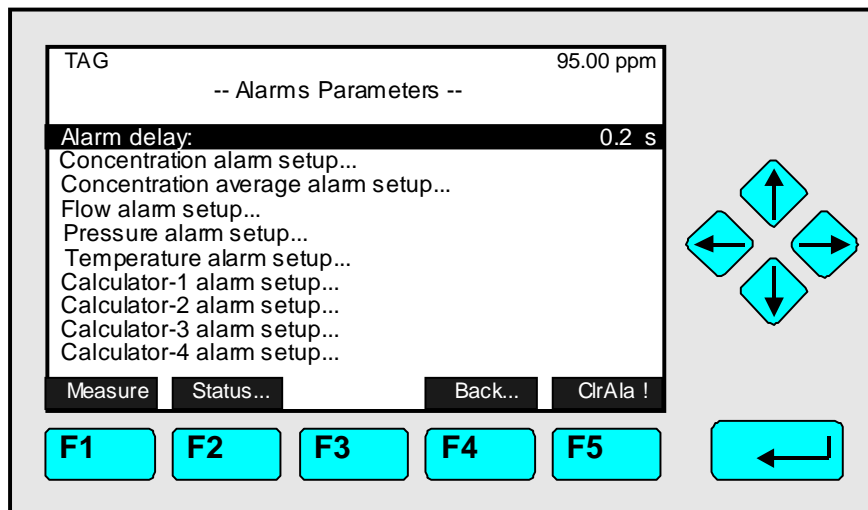 TAG 95.00 ppm
-- Alarms Parameters --
Alarm delay: 0.2 s
Concentration alarm setup...
Concentration average alarm setup...
Flow alarm setup...
Pressure alarm setup...
Temperature alarm setup...
Calculator-1 alarm setup...
Calculator-2 alarm setup...
Calculator-3 alarm setup...
Calculator-4 alarm setup...
Measure Status... Back... ClrAla !
F1 F2 F3 F4 F5